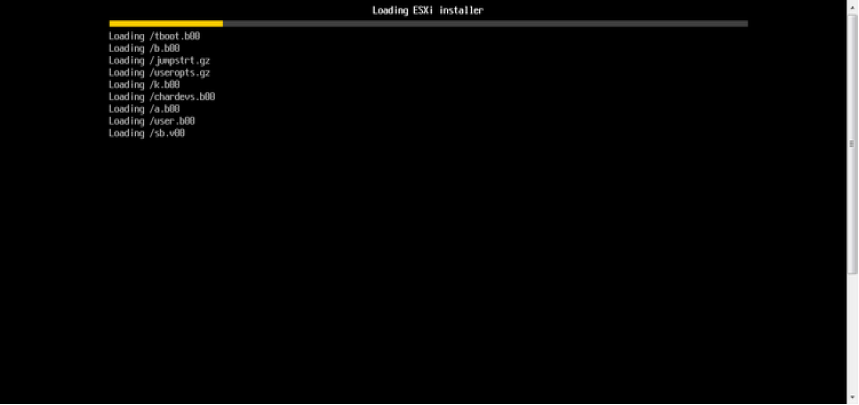 Loading ESXi installer
Loading /tboot.b00
Loading /b.b00
Loading /jumpstrt.gz
Loading /useropts.gz
Loading /k.b00
Loading /chardevs.b00
Loading /a.b00
Loading /user.b00
Loading /sb.v00